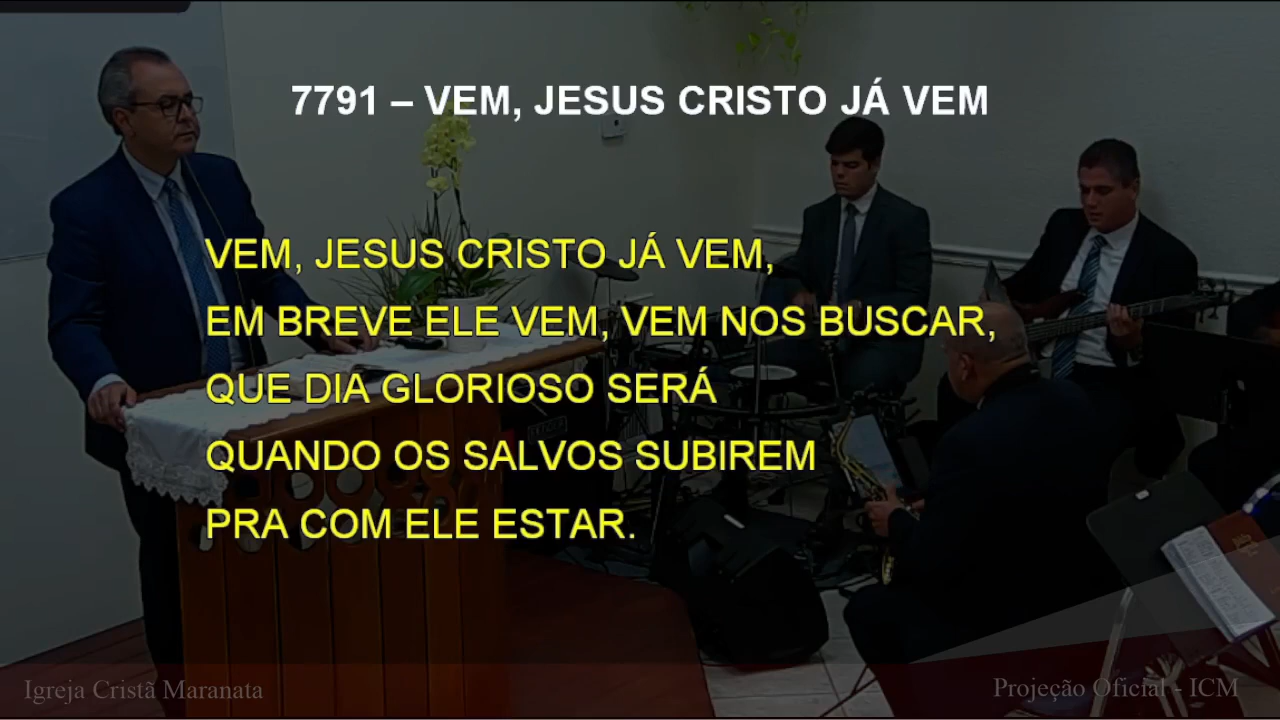 7791 – VEM, JESUS CRISTO JÁ VEM
VEM, JESUS CRISTO JÁ VEM,
EM BREVE ELE VEM, VEM NOS BUSCAR,
QUE DIA GLORIOSO SERÁ
QUANDO OS SALVOS SUBIREM
PRA COM ELE ESTAR.
Igreja Cristã Maranata
Projeção Oficial - ICM